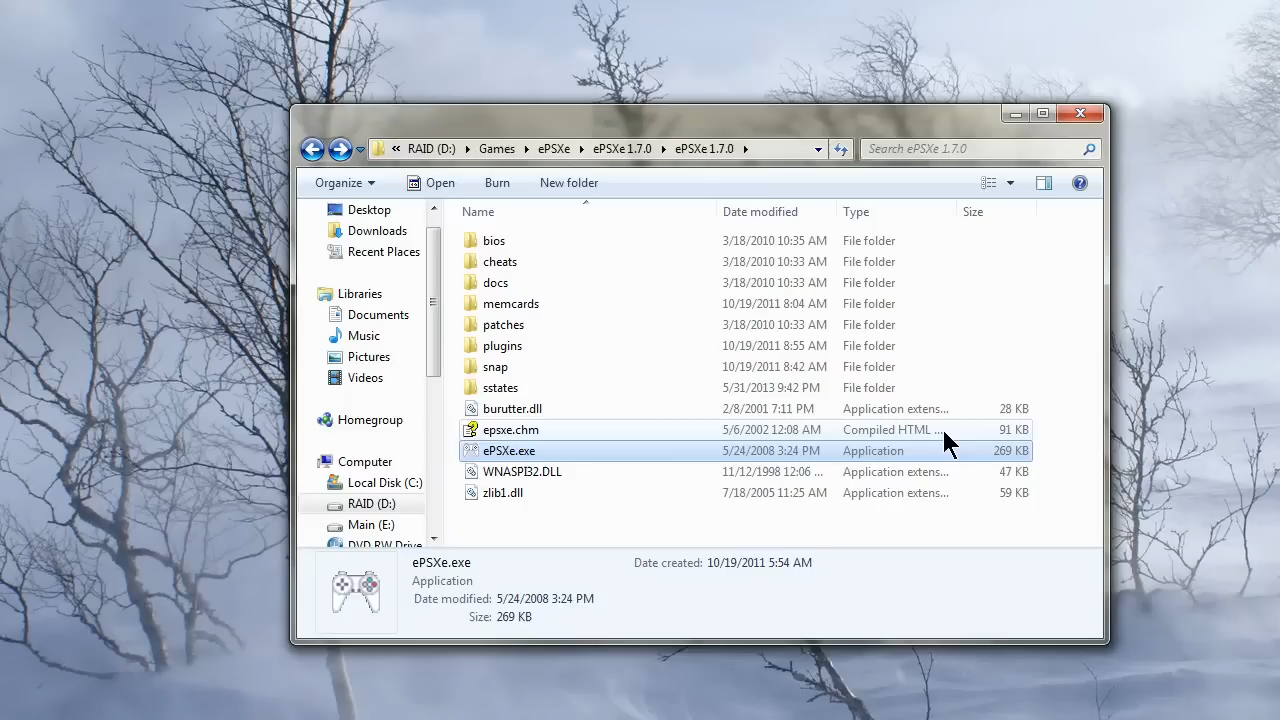 « RAID (D:) Games ePSXe ePSXe 1.7.0 ePSXe 1.7.0 Search ePSXe 1.7.0
Organize Open Burn New folder
Desktop
Downloads
Recent Places
Libraries
Documents
Music
Pictures
Videos
Homegroup
Computer
Local Disk (C:)
RAID (D:)
Main (E:)
DVD RW Drive
Name Date modified Type Size
bios 3/18/2010 10:35 AM File folder
cheats 3/18/2010 10:33 AM File folder
docs 3/18/2010 10:33 AM File folder
memcards 10/19/2011 8:04 AM File folder
patches 3/18/2010 10:33 AM File folder
plugins 10/19/2011 8:55 AM File folder
snap 10/19/2011 8:42 AM File folder
sstates 5/31/2013 9:42 PM File folder
burutter.dll 2/8/2001 7:11 PM Application extens... 28 KB
epsxe.chm 5/6/2002 12:08 AM Compiled HTML ... 91 KB
ePSXe.exe 5/24/2008 3:24 PM Application 269 KB
WNASPI32.DLL 11/12/1998 12:06 ... Application extens... 47 KB
zlib1.dll 7/18/2005 11:25 AM Application extens... 59 KB
ePSXe.exe Date created: 10/19/2011 5:54 AM
Application
Date modified: 5/24/2008 3:24 PM
Size: 269 KB